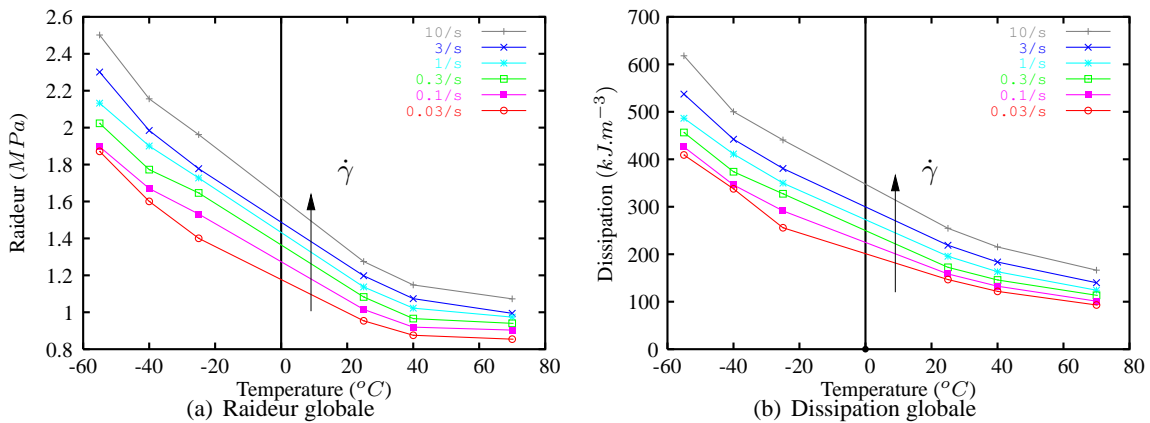 2.6
2.4
2.2
2
1.8
1.6
1.4
1.2
1
0.8
Raideur (MPa)
10/s
3/s
1/s
0.3/s
0.1/s
0.03/s
γ̇
-60 -40 -20 0 20 40 60 80
Temperature (°C)
(a) Raideur globale
700
600
500
400
300
200
100
0
Dissipation (kJ.m⁻³)
10/s
3/s
1/s
0.3/s
0.1/s
0.03/s
γ̇
-60 -40 -20 0 20 40 60 80
Temperature (°C)
(b) Dissipation globale